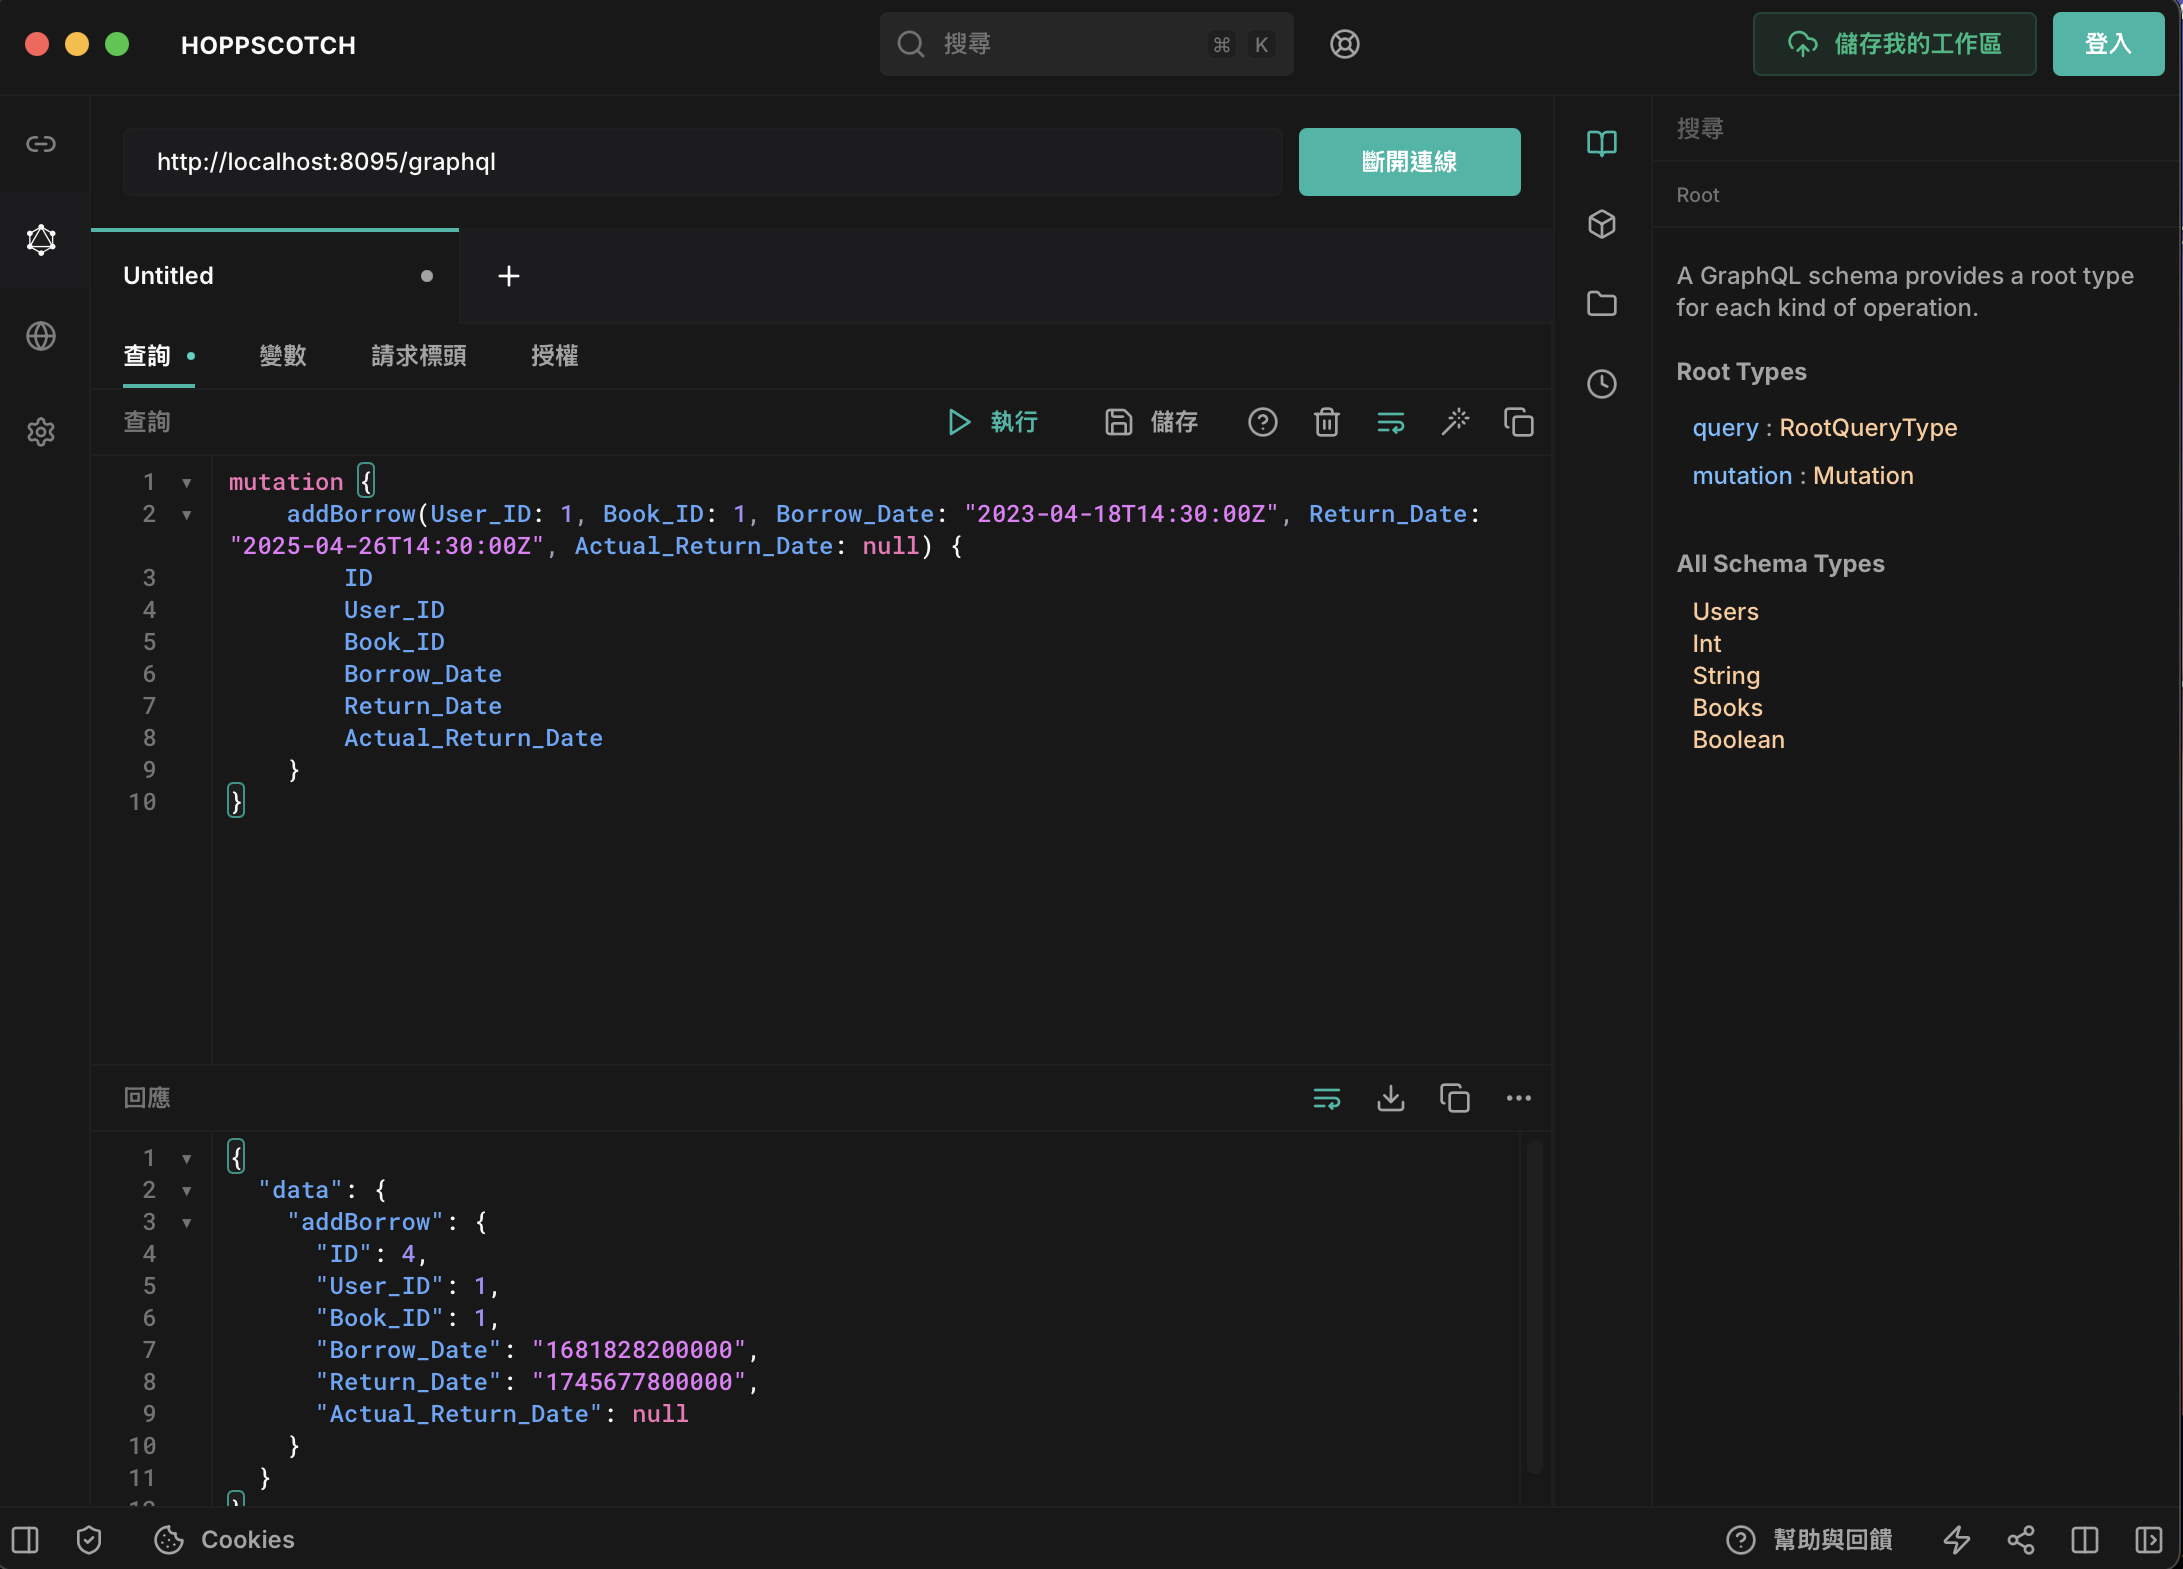 HOPPSCOTCH
搜尋
⌘ K
儲存我的工作區
登入
http://localhost:8095/graphql
斷開連線
Untitled
查詢
變數
請求標頭
授權
查詢
執行
儲存
1 mutation {
2     addBorrow(User_ID: 1, Book_ID: 1, Borrow_Date: "2023-04-18T14:30:00Z", Return_Date:
"2025-04-26T14:30:00Z", Actual_Return_Date: null) {
3         ID
4         User_ID
5         Book_ID
6         Borrow_Date
7         Return_Date
8         Actual_Return_Date
9     }
10 }
回應
1 {
2   "data": {
3     "addBorrow": {
4       "ID": 4,
5       "User_ID": 1,
6       "Book_ID": 1,
7       "Borrow_Date": "1681828200000",
8       "Return_Date": "1745677800000",
9       "Actual_Return_Date": null
10     }
11   }
12 }
搜尋
Root
A GraphQL schema provides a root type
for each kind of operation.
Root Types
query : RootQueryType
mutation : Mutation
All Schema Types
Users
Int
String
Books
Boolean
Cookies
幫助與回饋